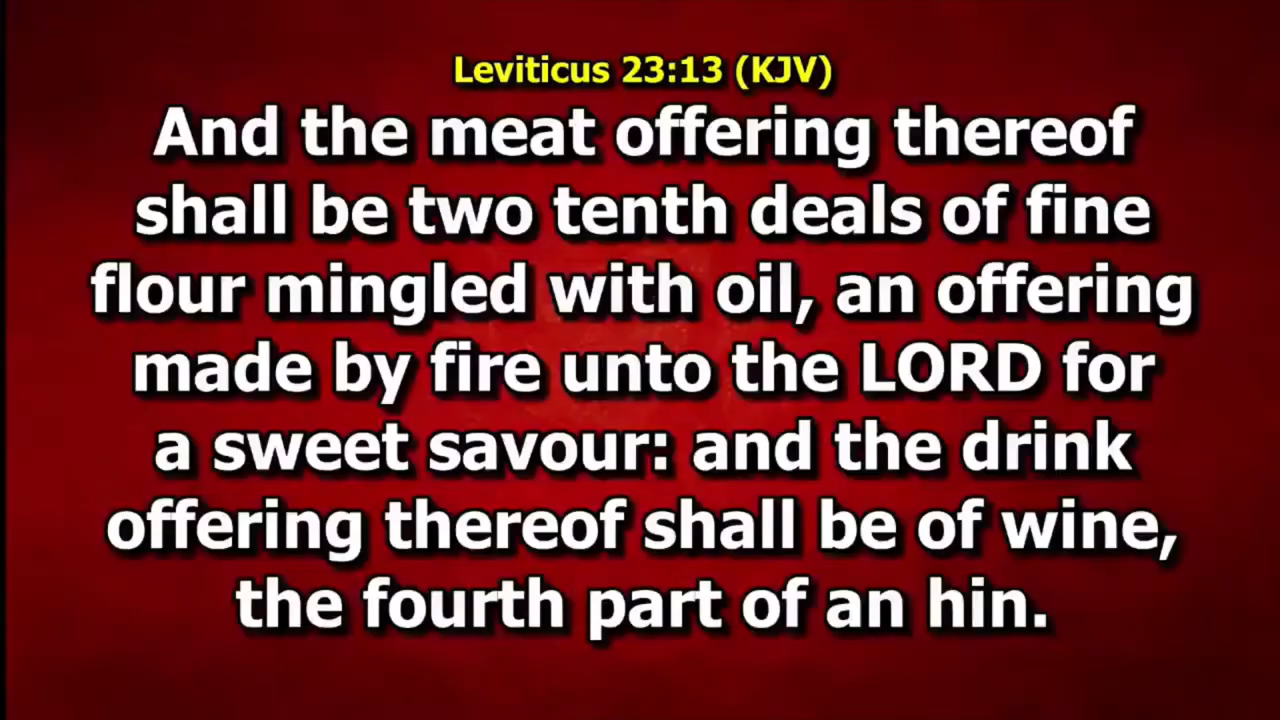 Leviticus 23:13 (KJV)
And the meat offering thereof
shall be two tenth deals of fine
flour mingled with oil, an offering
made by fire unto the LORD for
a sweet savour: and the drink
offering thereof shall be of wine,
the fourth part of an hin.